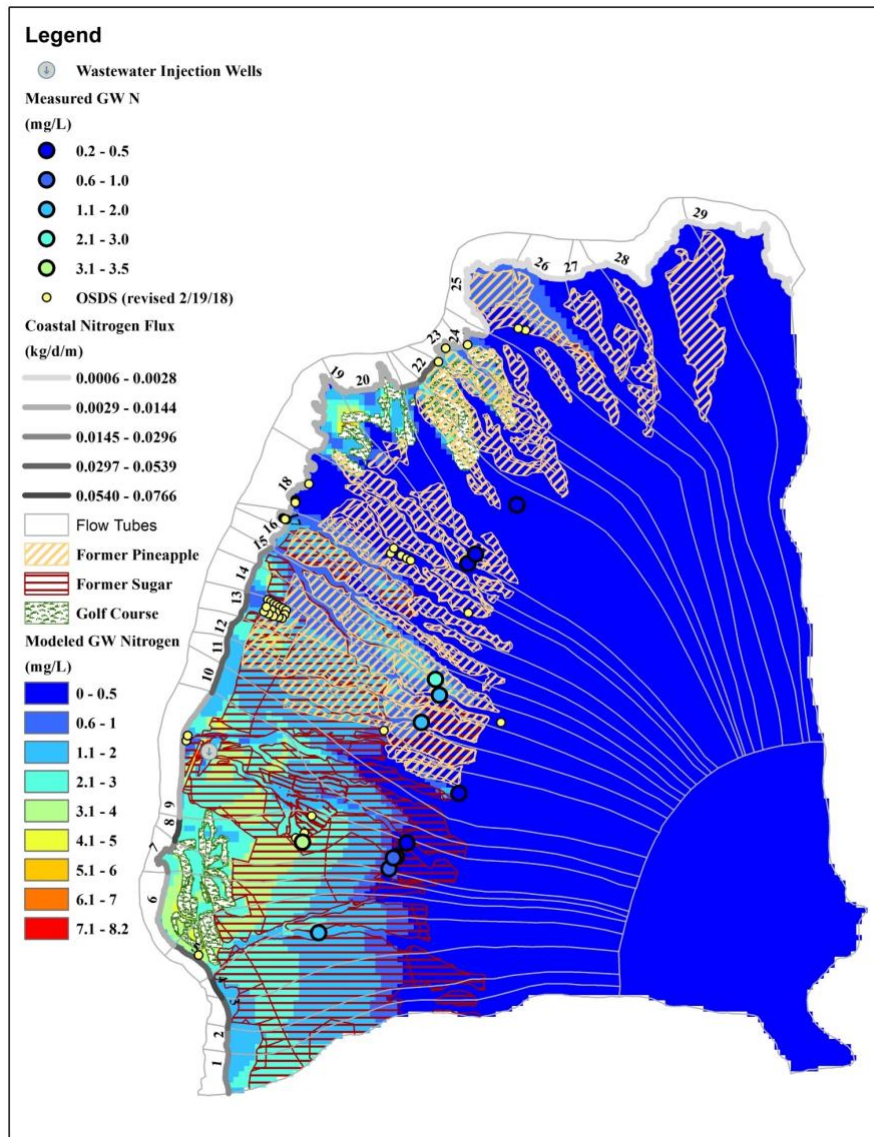 Legend
Wastewater Injection Wells
Measured GW N
(mg/L)
0.2 - 0.5
0.6 - 1.0
1.1 - 2.0
2.1 - 3.0
3.1 - 3.5
OSDS (revised 2/19/18)
Coastal Nitrogen Flux
(kg/d/m)
0.0006 - 0.0028
0.0029 - 0.0144
0.0145 - 0.0296
0.0297 - 0.0539
0.0540 - 0.0766
Flow Tubes
Former Pineapple
Former Sugar
Golf Course
Modeled GW Nitrogen
(mg/L)
0 - 0.5
0.6 - 1
1.1 - 2
2.1 - 3
3.1 - 4
4.1 - 5
5.1 - 6
6.1 - 7
7.1 - 8.2
29
28
27
26
25
24
23
22
20
19
18
16
15
14
13
12
11
10
9
8
7
6
4
3
2
1